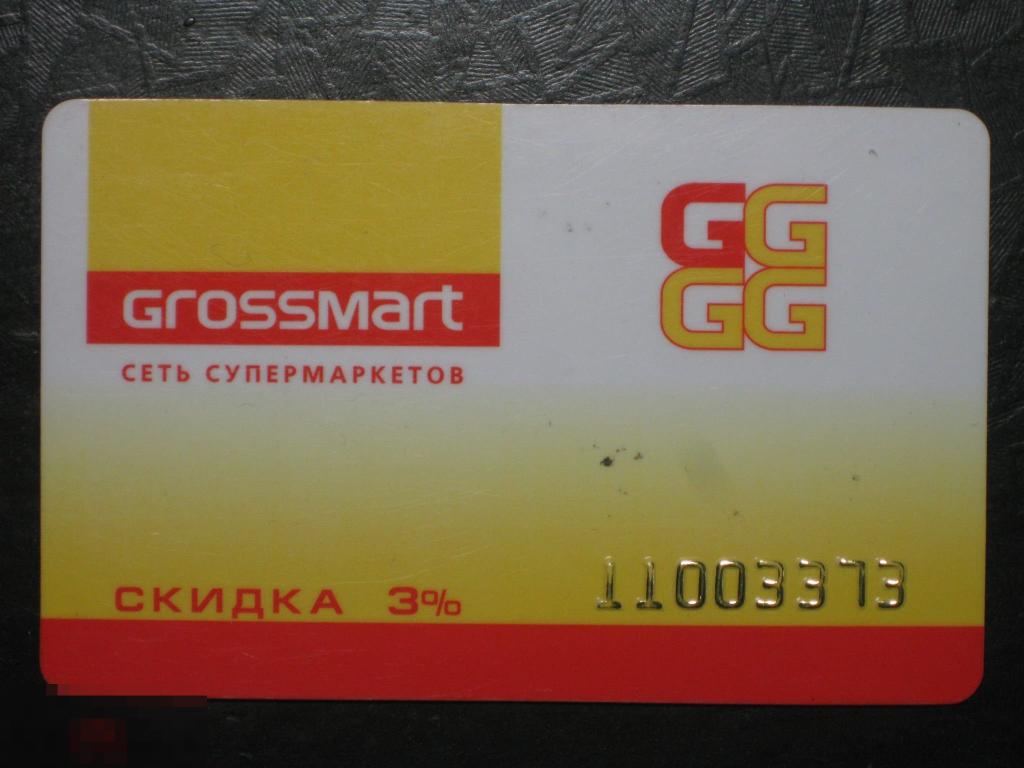 GROSSMART
GG
GG
СЕТЬ СУПЕРМАРКЕТОВ
СКИДКА 3%
11003373